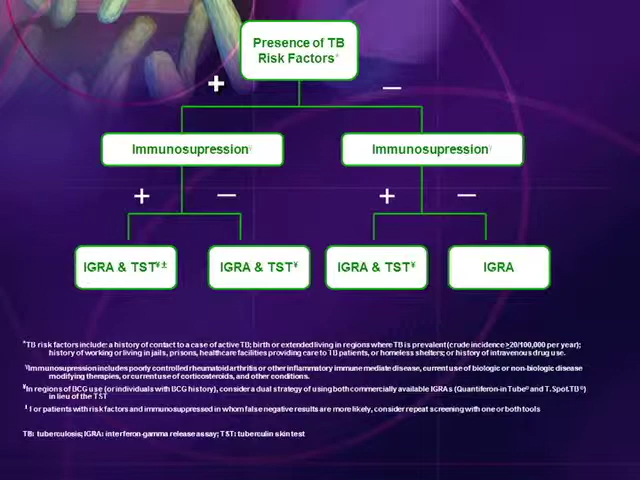 Presence of TB
Risk Factors*
+
−
Immunosupressionγ
Immunosupressionγ
+
−
+
−
IGRA & TST¥±
IGRA & TST¥
IGRA & TST¥
IGRA
*TB risk factors include: a history of contact to a case of active TB; birth or extended living in regions where TB is prevalent (crude incidence ≥20/100,000 per year);
history of working or living in jails, prisons, healthcare facilities providing care to TB patients, or homeless shelters; or history of intravenous drug use.
γImmunosupression includes poorly controlled rheumatoid arthritis or other inflammatory immune mediate disease, current use of biologic or non-biologic disease
modifying therapies, or current use of corticosteroids, and other conditions.
¥In regions of BCG use (or individuals with BCG history), consider a dual strategy of using both commercially available IGRAs (Quantiferon-in Tube® and T.Spot.TB®)
in lieu of the TST
± For patients with risk factors and immunosuppressed in whom false negative results are more likely, consider repeat screening with one or both tools
TB: tuberculosis; IGRA: interferon-gamma release assay; TST: tuberculin skin test